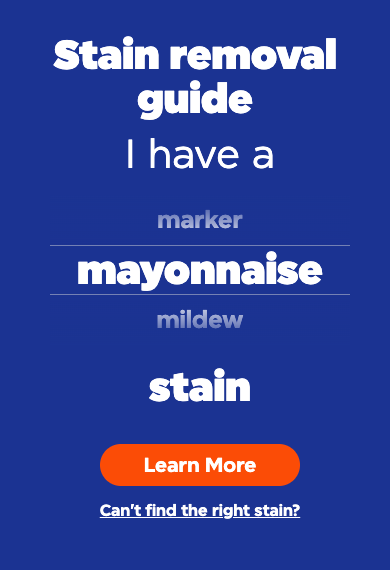 Stain removal
guide
I have a
marker
mayonnaise
mildew
stain
Learn More
Can't find the right stain?